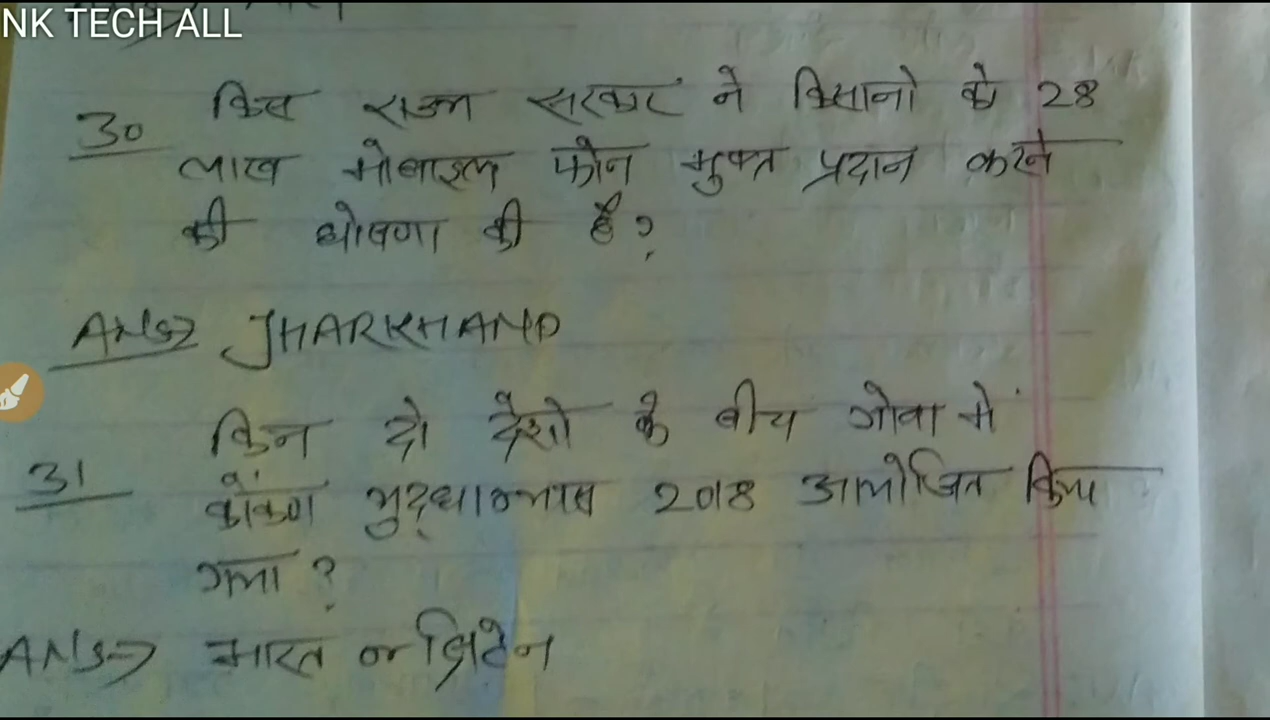 NK TECH ALL
30 किस राज्य सरकार ने किसानो को 28
लाख मोबाइल फोन मुफ्त प्रदान करने
की घोषणा की है?
ANS→ JHARKHAND
31 किन दो देशो के बीच गोवा में
कोंकण युद्धाभ्यास 2018 आयोजित किया
गया ?
ANS→ भारत or ब्रिटेन